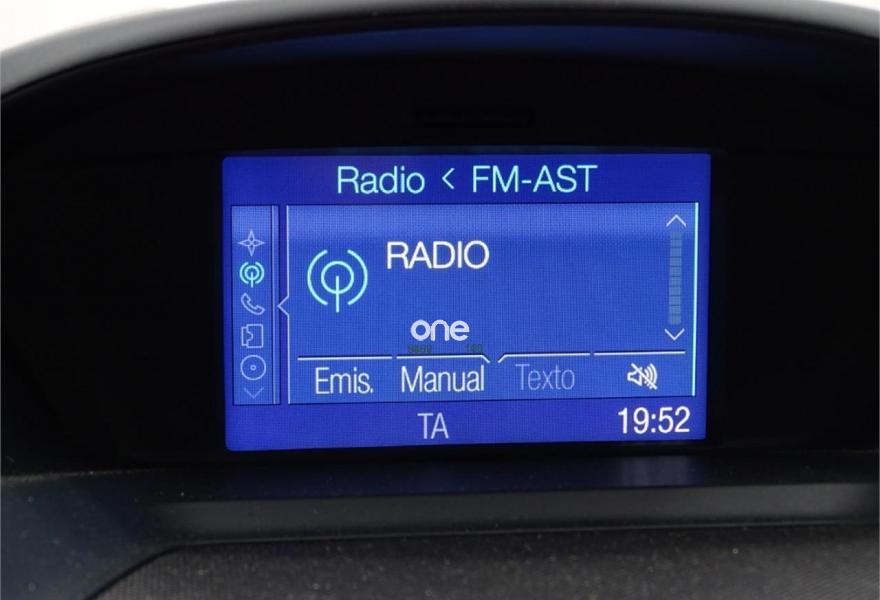 Radio < FM-AST
RADIO
one
Emis. Manual Texto
TA 19:52